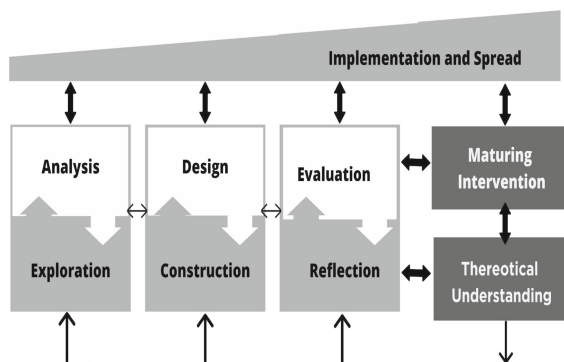 Implementation and Spread
Analysis
Design
Evaluation
Maturing
Intervention
Exploration
Construction
Reflection
Thereotical
Understanding